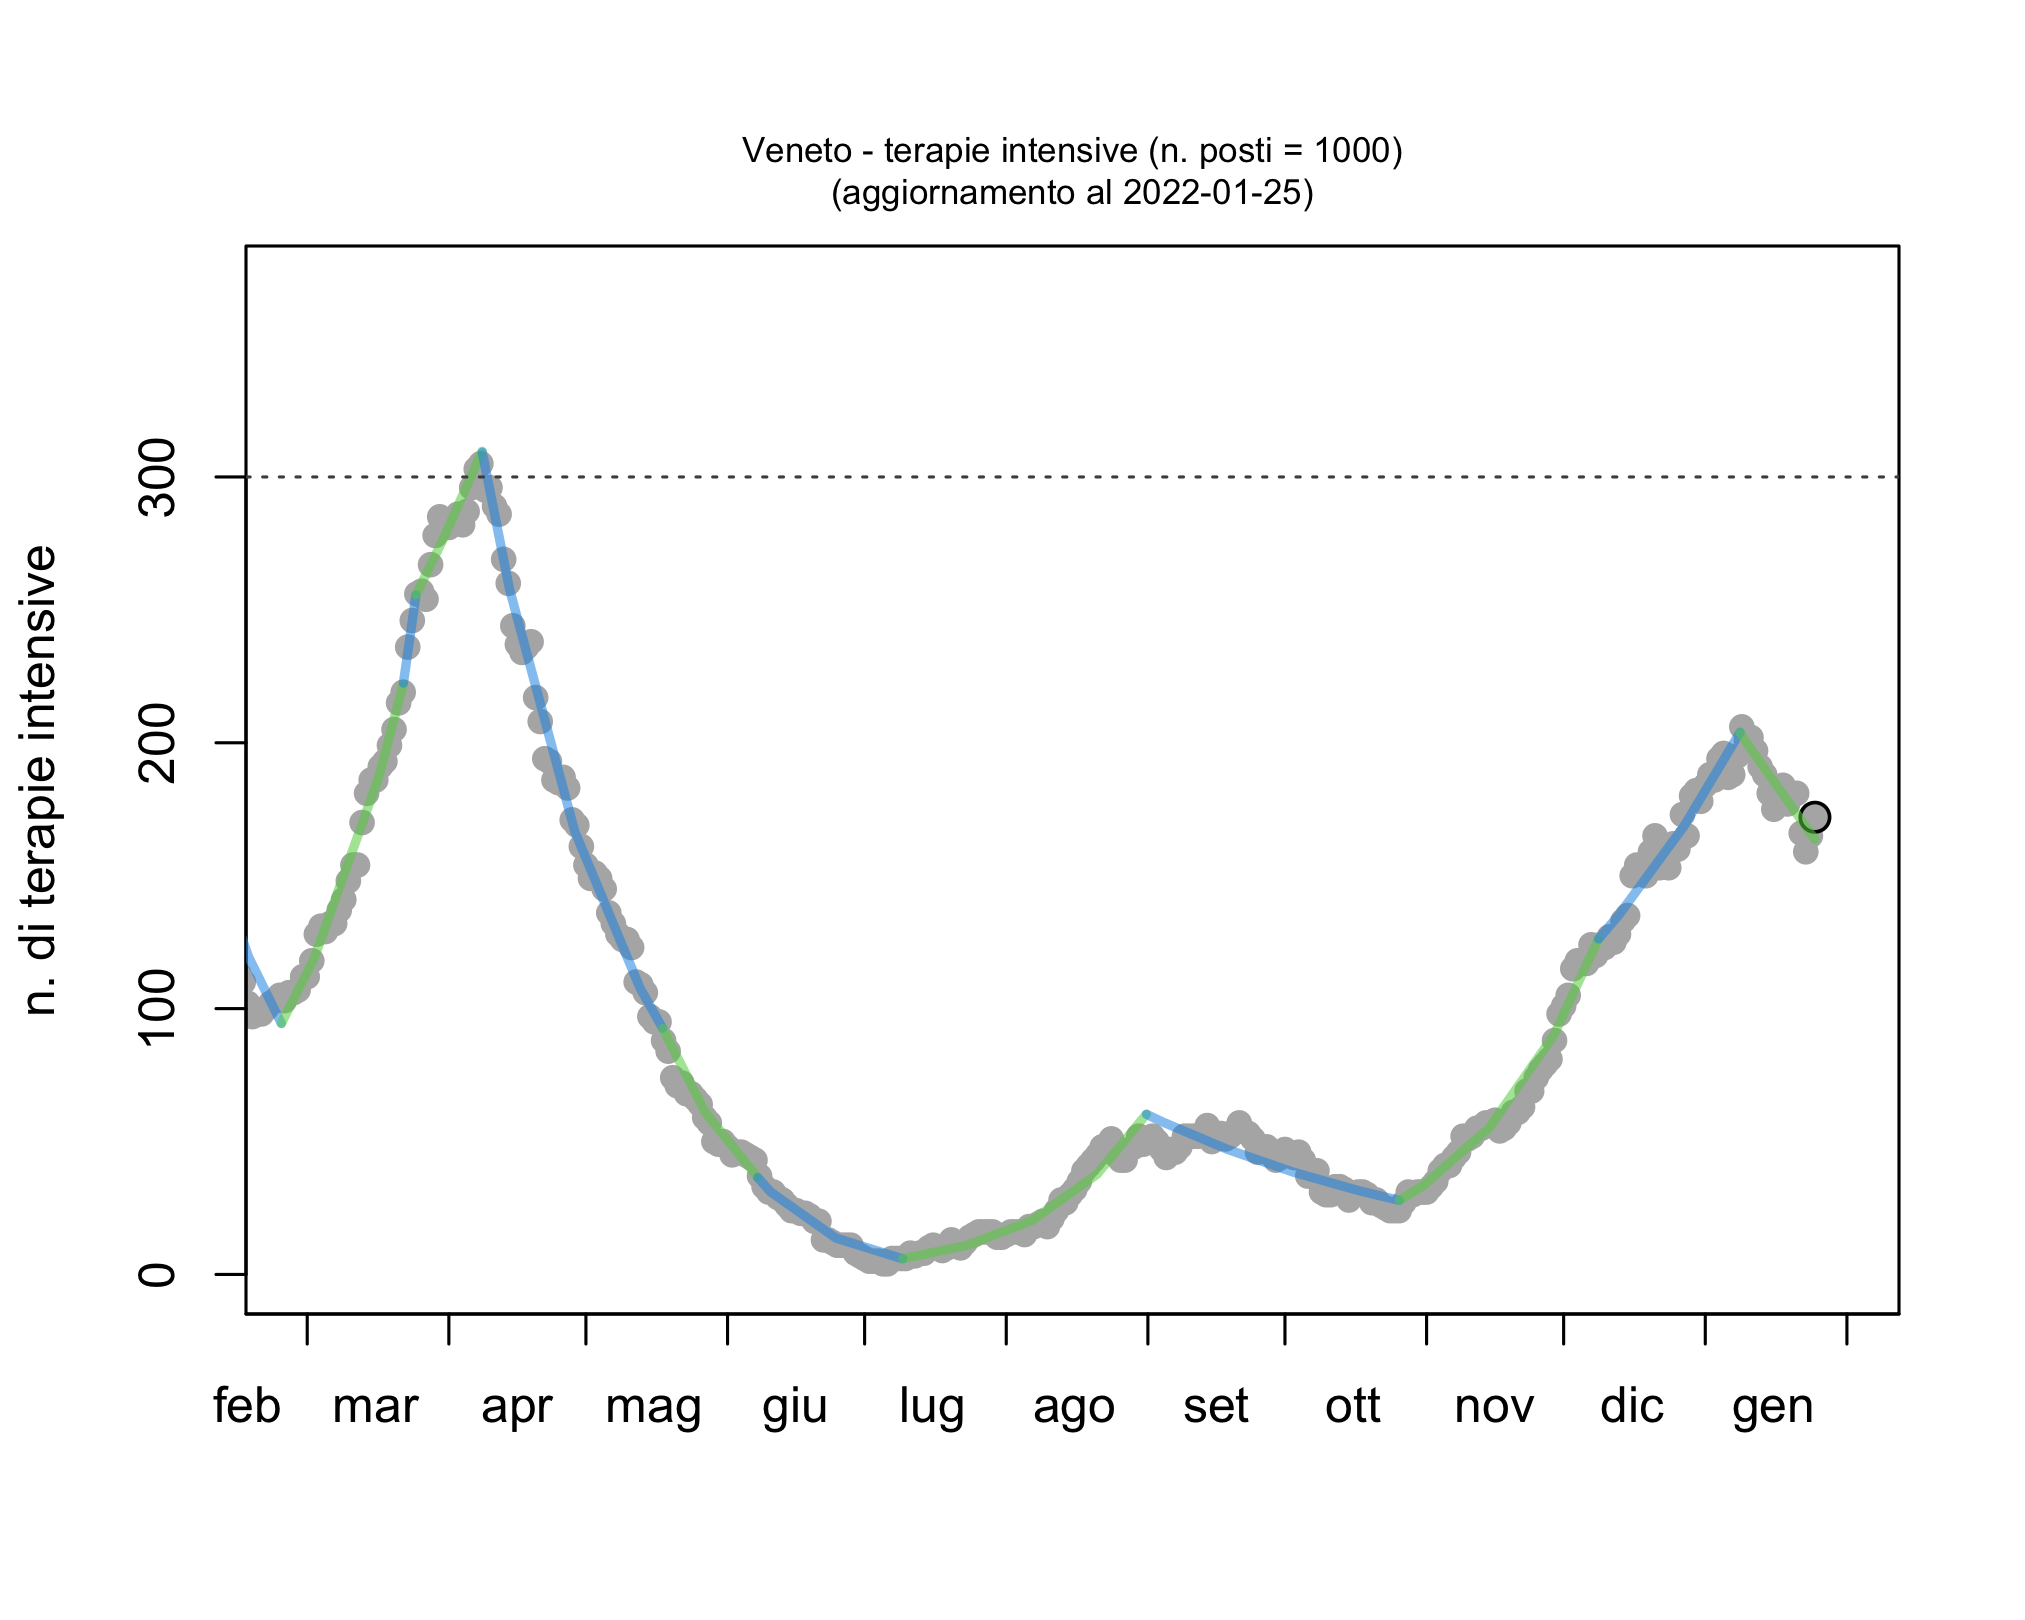 Veneto - terapie intensive (n. posti = 1000)
(aggiornamento al 2022-01-25)
n. di terapie intensive
300
200
100
0
feb mar apr mag giu lug ago set ott nov dic gen